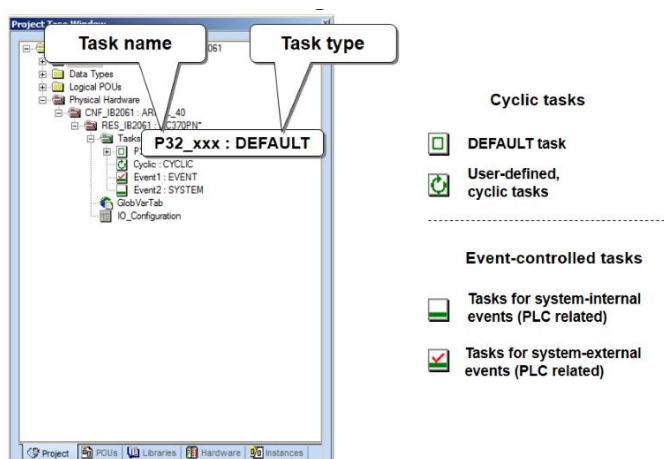 Project Tree Window
Task name
Task type
061
Data Types
Logical POUs
Physical Hardware
CNF_IB2061 :
_40
RES_IB2061 :
C370PN*
Tasks
P32_xxx : DEFAULT
Cyclic : CYCLIC
Event1 : EVENT
Event2 : SYSTEM
GlobVarTab
IO_Configuration
Project
POUs
Libraries
Hardware
Instances
Cyclic tasks
DEFAULT task
User-defined,
cyclic tasks
Event-controlled tasks
Tasks for system-internal
events (PLC related)
Tasks for system-external
events (PLC related)